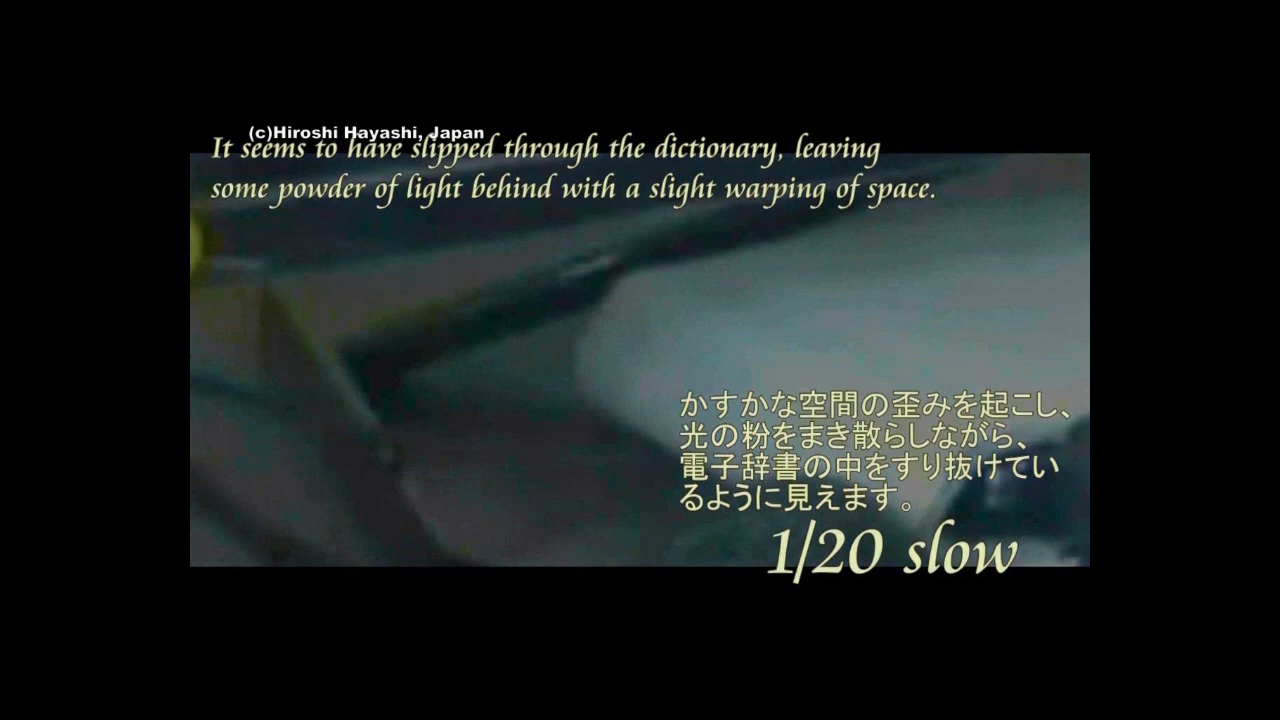 (c)Hiroshi Hayashi, Japan
It seems to have slipped through the dictionary, leaving
some powder of light behind with a slight warping of space.
かすかな空間の歪みを起こし、
光の粉をまき散らしながら、
電子辞書の中をすり抜けてい
るように見えます。
1/20 slow